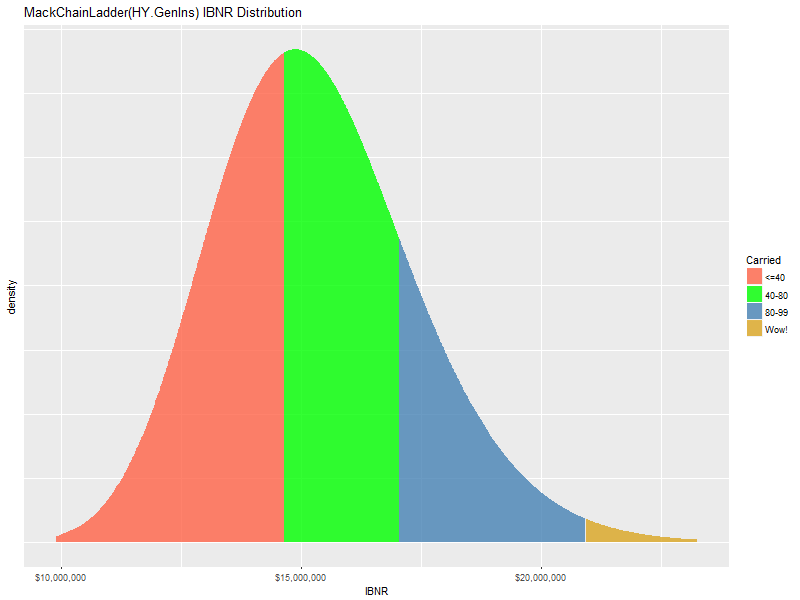 MackChainLadder(HY.GenIns) IBNR Distribution
density
Carried
<=40
40-80
80-99
Wow!
$10,000,000
$15,000,000
$20,000,000
IBNR